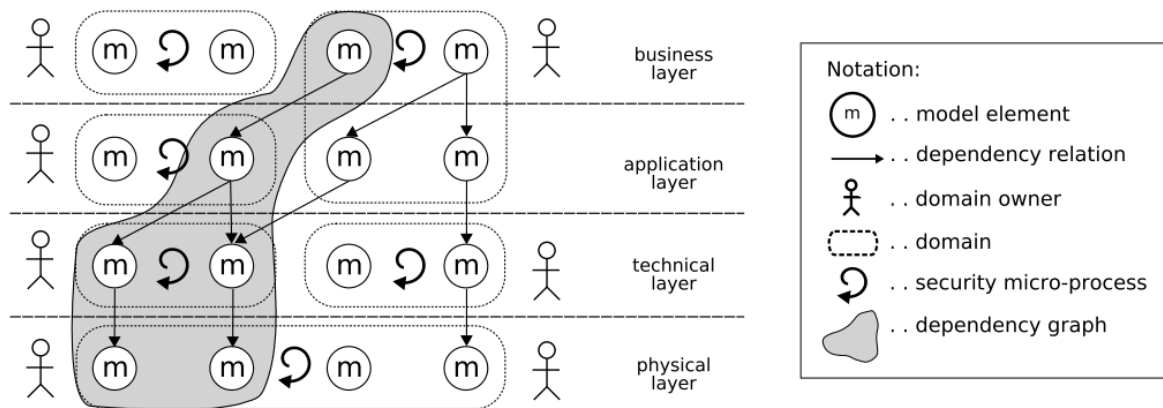 m m m m
business
layer
m m m m
application
layer
m m m m
technical
layer
m m m m
physical
layer
Notation:
m . . model element
. . dependency relation
. . domain owner
. . domain
. . security micro-process
. . dependency graph